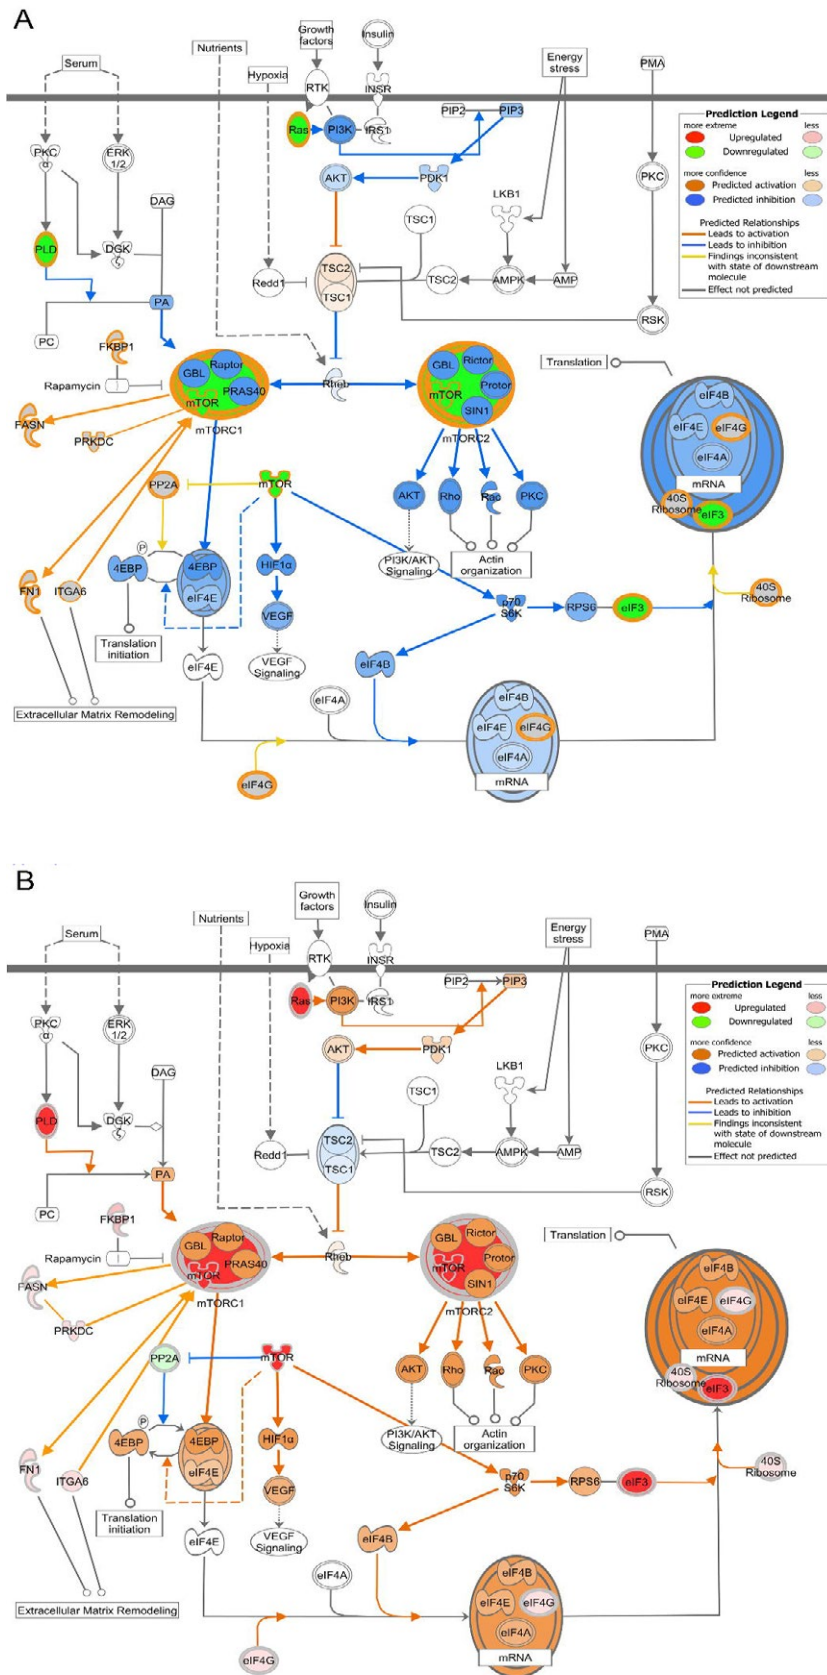 A
Nutrients
Growth
factors
Insulin
Serum
Hypoxia
Energy
stress
PMA
RTK
INSR
Ras
PI3K
IRS1
PIP2
PIP3
PKC
α
ERK
1/2
AKT
PDK1
LKB1
PKC
DAG
TSC1
PLD
DGK
ζ
TSC2
TSC1
Redd1
TSC2
AMPK
AMP
PA
PC
RSK
FKBP1
Rapamycin
GBL
Raptor
PRAS40
mTOR
mTORC1
Rheb
GBL
Rictor
mTOR
Protor
SIN1
mTORC2
Translation
eIF4B
eIF4E
eIF4G
eIF4A
mRNA
40S
Ribosome
eIF3
FASN
PRKDC
PP2A
mTOR
AKT
Rho
Rac
PKC
P
4EBP
4EBP
eIF4E
HIF1α
PI3K/AKT
Signaling
Actin
organization
FN1
ITGA6
VEGF
p70
S6K
RPS6
eIF3
40S
Ribosome
Translation
initiation
eIF4E
VEGF
Signaling
eIF4B
Extracellular Matrix Remodeling
eIF4A
eIF4B
eIF4E
eIF4G
eIF4A
mRNA
eIF4G
Prediction Legend
more extreme less
Upregulated
Downregulated
more confidence less
Predicted activation
Predicted inhibition
Predicted Relationships
Leads to activation
Leads to inhibition
Findings inconsistent
with state of downstream
molecule
Effect not predicted
B
Nutrients
Growth
factors
Insulin
Serum
Hypoxia
Energy
stress
PMA
RTK
INSR
Ras
PI3K
IRS1
PIP2
PIP3
PKC
α
ERK
1/2
AKT
PDK1
LKB1
PKC
DAG
TSC1
PLD
DGK
ζ
TSC2
TSC1
Redd1
TSC2
AMPK
AMP
PA
PC
RSK
FKBP1
Rapamycin
GBL
Raptor
PRAS40
mTOR
mTORC1
Rheb
GBL
Rictor
mTOR
Protor
SIN1
mTORC2
Translation
eIF4B
eIF4E
eIF4G
eIF4A
mRNA
40S
Ribosome
eIF3
FASN
PRKDC
PP2A
mTOR
AKT
Rho
Rac
PKC
P
4EBP
4EBP
eIF4E
HIF1α
PI3K/AKT
Signaling
Actin
organization
FN1
ITGA6
VEGF
p70
S6K
RPS6
eIF3
40S
Ribosome
Translation
initiation
eIF4E
VEGF
Signaling
eIF4B
Extracellular Matrix Remodeling
eIF4A
eIF4B
eIF4E
eIF4G
eIF4A
mRNA
eIF4G
Prediction Legend
more extreme less
Upregulated
Downregulated
more confidence less
Predicted activation
Predicted inhibition
Predicted Relationships
Leads to activation
Leads to inhibition
Findings inconsistent
with state of downstream
molecule
Effect not predicted